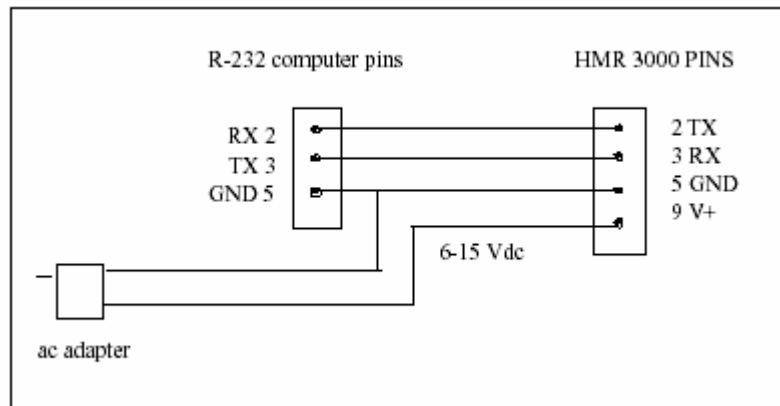 R-232 computer pins
HMR 3000 PINS
RX 2
TX 3
GND 5
2 TX
3 RX
5 GND
9 V+
6-15 Vdc
ac adapter